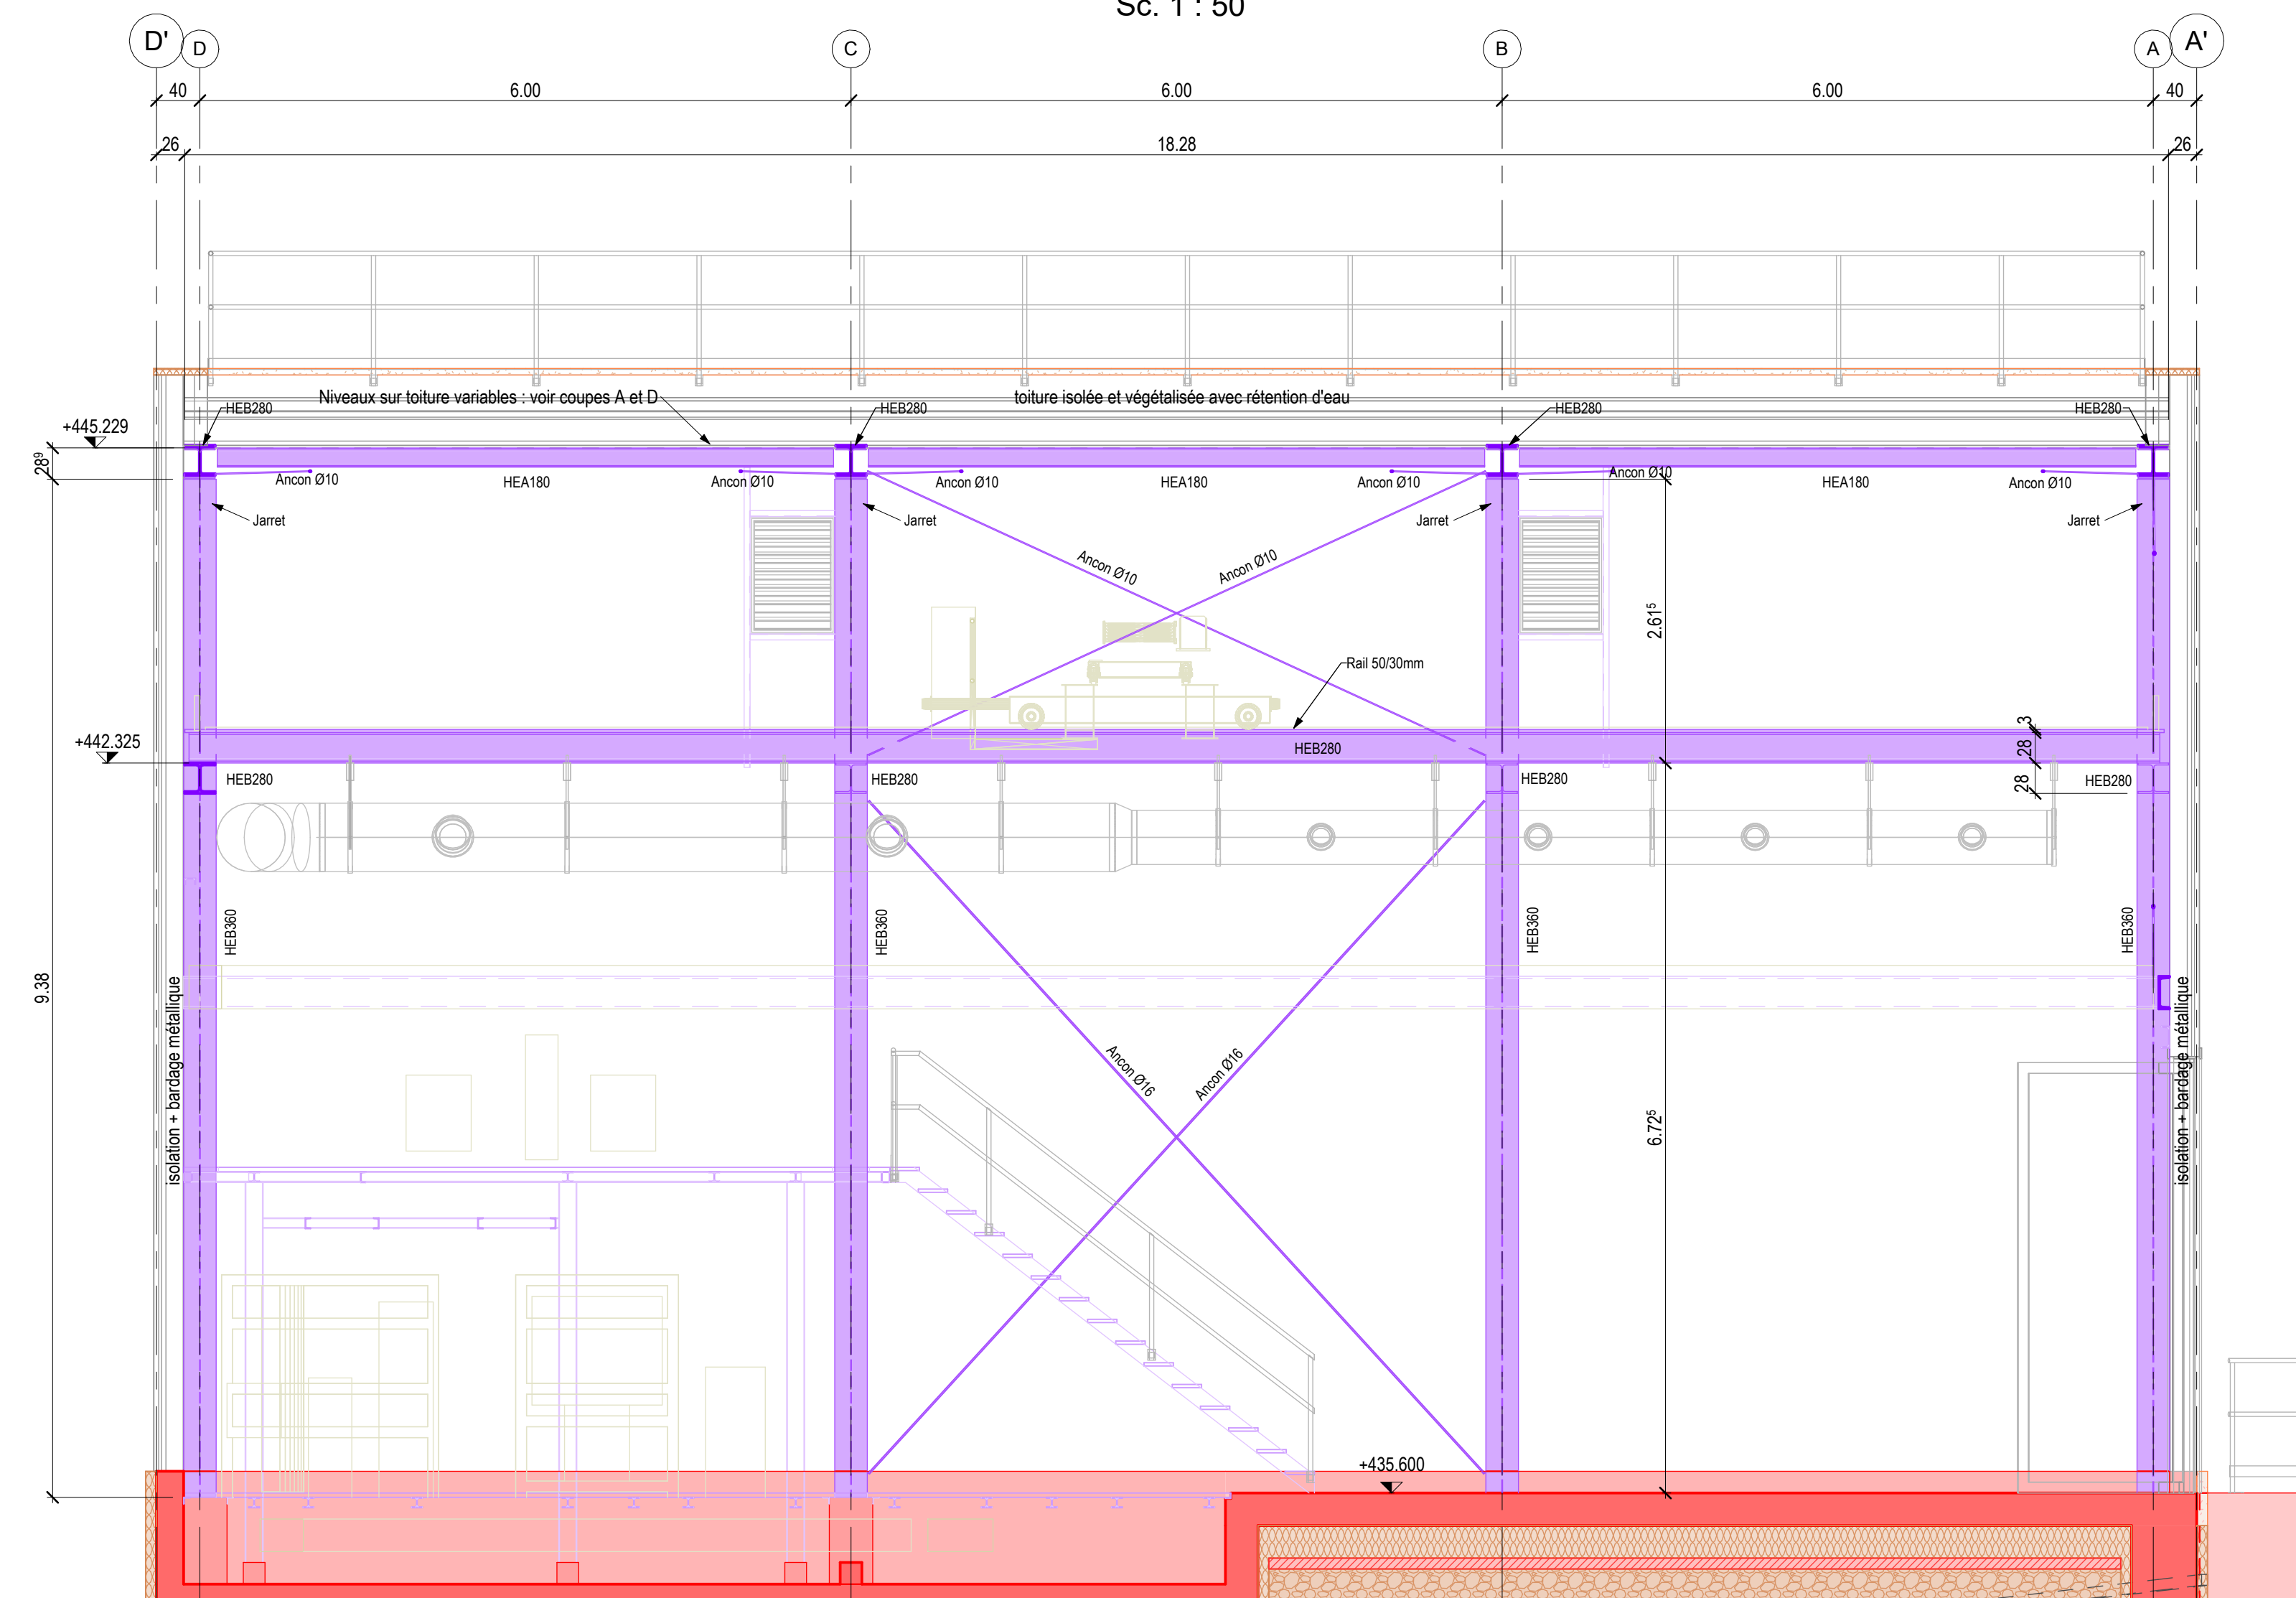 Sc. 1 : 50
D'
D
C
B
A
A'
40
6.00
6.00
6.00
40
26
18.28
26
Niveaux sur toiture variables : voir coupes A et D
toiture isolée et végétalisée avec rétention d'eau
HEB280
HEB280
HEB280
HEB280
+445.229
28⁹
Ancon Ø10
HEA180
Ancon Ø10
Ancon Ø10
HEA180
Ancon Ø10
Ancon Ø10
HEA180
Ancon Ø10
Jarret
Jarret
Jarret
Jarret
Ancon Ø10
Ancon Ø10
2.61⁵
Rail 50/30mm
+442.325
HEB280
3
28
28
HEB280
HEB280
HEB280
HEB280
HEB360
HEB360
HEB360
HEB360
9.38
isolation + bardage métallique
isolation + bardage métallique
Ancon Ø16
Ancon Ø16
6.72⁵
+435.600